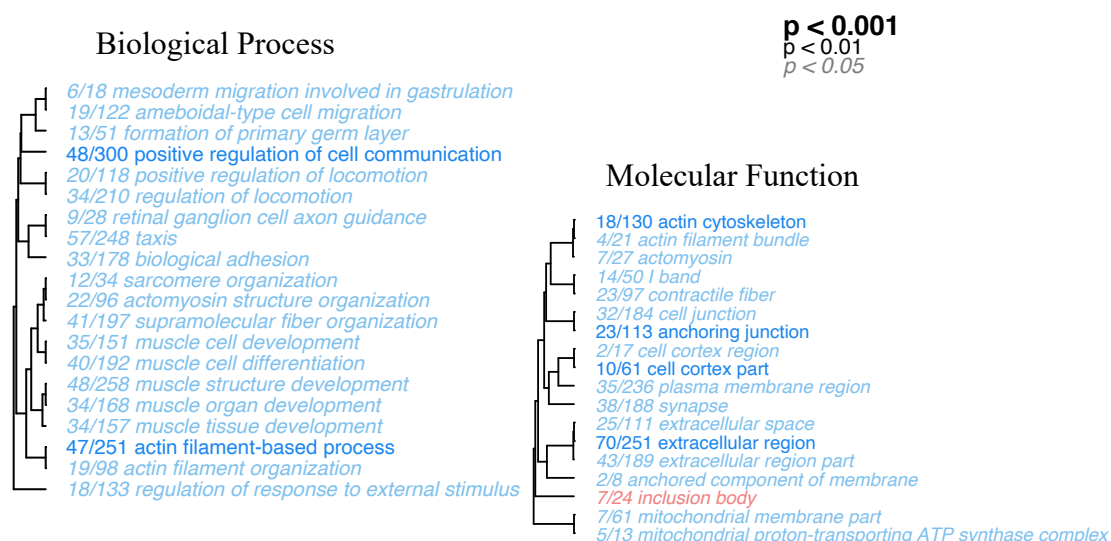 Biological Process
6/18 mesoderm migration involved in gastrulation
19/122 ameboidal-type cell migration
13/51 formation of primary germ layer
48/300 positive regulation of cell communication
20/118 positive regulation of locomotion
34/210 regulation of locomotion
9/28 retinal ganglion cell axon guidance
57/248 taxis
33/178 biological adhesion
12/34 sarcomere organization
22/96 actomyosin structure organization
41/197 supramolecular fiber organization
35/151 muscle cell development
40/192 muscle cell differentiation
48/258 muscle structure development
34/168 muscle organ development
34/157 muscle tissue development
47/251 actin filament-based process
19/98 actin filament organization
18/133 regulation of response to external stimulus
p < 0.001
p < 0.01
p < 0.05
Molecular Function
18/130 actin cytoskeleton
4/21 actin filament bundle
7/27 actomyosin
14/50 I band
23/97 contractile fiber
32/184 cell junction
23/113 anchoring junction
2/17 cell cortex region
10/61 cell cortex part
35/236 plasma membrane region
38/188 synapse
25/111 extracellular space
70/251 extracellular region
43/189 extracellular region part
2/8 anchored component of membrane
7/24 inclusion body
7/61 mitochondrial membrane part
5/13 mitochondrial proton-transporting ATP synthase complex